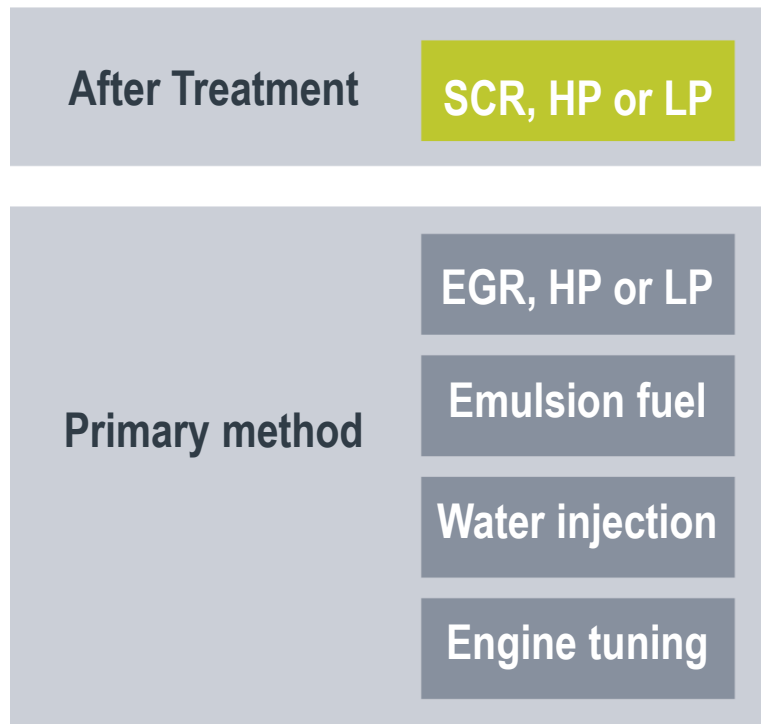 After Treatment
SCR, HP or LP
Primary method
EGR, HP or LP
Emulsion fuel
Water injection
Engine tuning